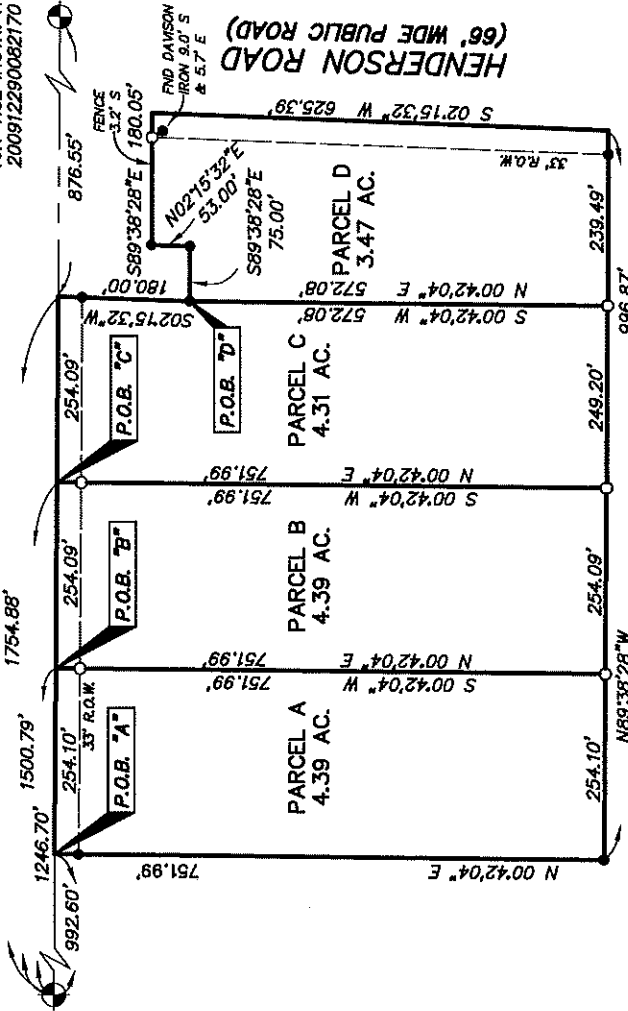 200912290082170
876.55'
1754.88'
1500.79'
1246.70'
992.60'
254.10'
33' R.O.W.
254.09'
254.09'
P.O.B. "A"
P.O.B. "B"
P.O.B. "C"
P.O.B. "D"
S02°15'32"W
180.00'
S89°38'28"E 180.05'
FENCE
3.2' S
FND DAVISON
IRON 9.0' S
& 5.7' E
N02°15'32"E
53.00'
S89°38'28"E
75.00'
HENDERSON ROAD
(66' WIDE PUBLIC ROAD)
S 02°15'32" W 625.39'
33' R.O.W.
N 00°42'04" E
751.99'
PARCEL A
4.39 AC.
S 00°42'04" W 751.99'
N 00°42'04" E 751.99'
PARCEL B
4.39 AC.
S 00°42'04" W 751.99'
N 00°42'04" E 751.99'
PARCEL C
4.31 AC.
S 00°42'04" W 572.08'
N 00°42'04" E 572.08'
PARCEL D
3.47 AC.
254.10'
254.09'
249.20'
239.49'
N89°38'28"W
996.87'